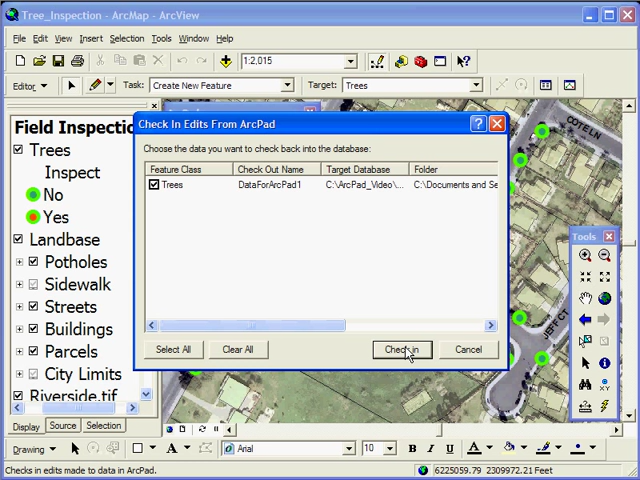 Tree_Inspection - ArcMap - ArcView
File Edit View Insert Selection Tools Window Help
1:2,015
Editor Task: Create New Feature Target: Trees
Field Inspectio
Trees
Inspect
No
Yes
Landbase
Potholes
Sidewalk
Streets
Buildings
Parcels
City Limits
Riverside.tif
Display Source Selection
Check In Edits From ArcPad
Choose the data you want to check back into the database:
Feature Class Check Out Name Target Database Folder
Trees DataForArcPad1 C:\ArcPad_Video\... C:\Documents and Se
Select All Clear All Check in Cancel
COTELN
Tools
Drawing A Arial 10 B I U A
Checks in edits made to data in ArcPad. 6225059.79 2309972.21 Feet